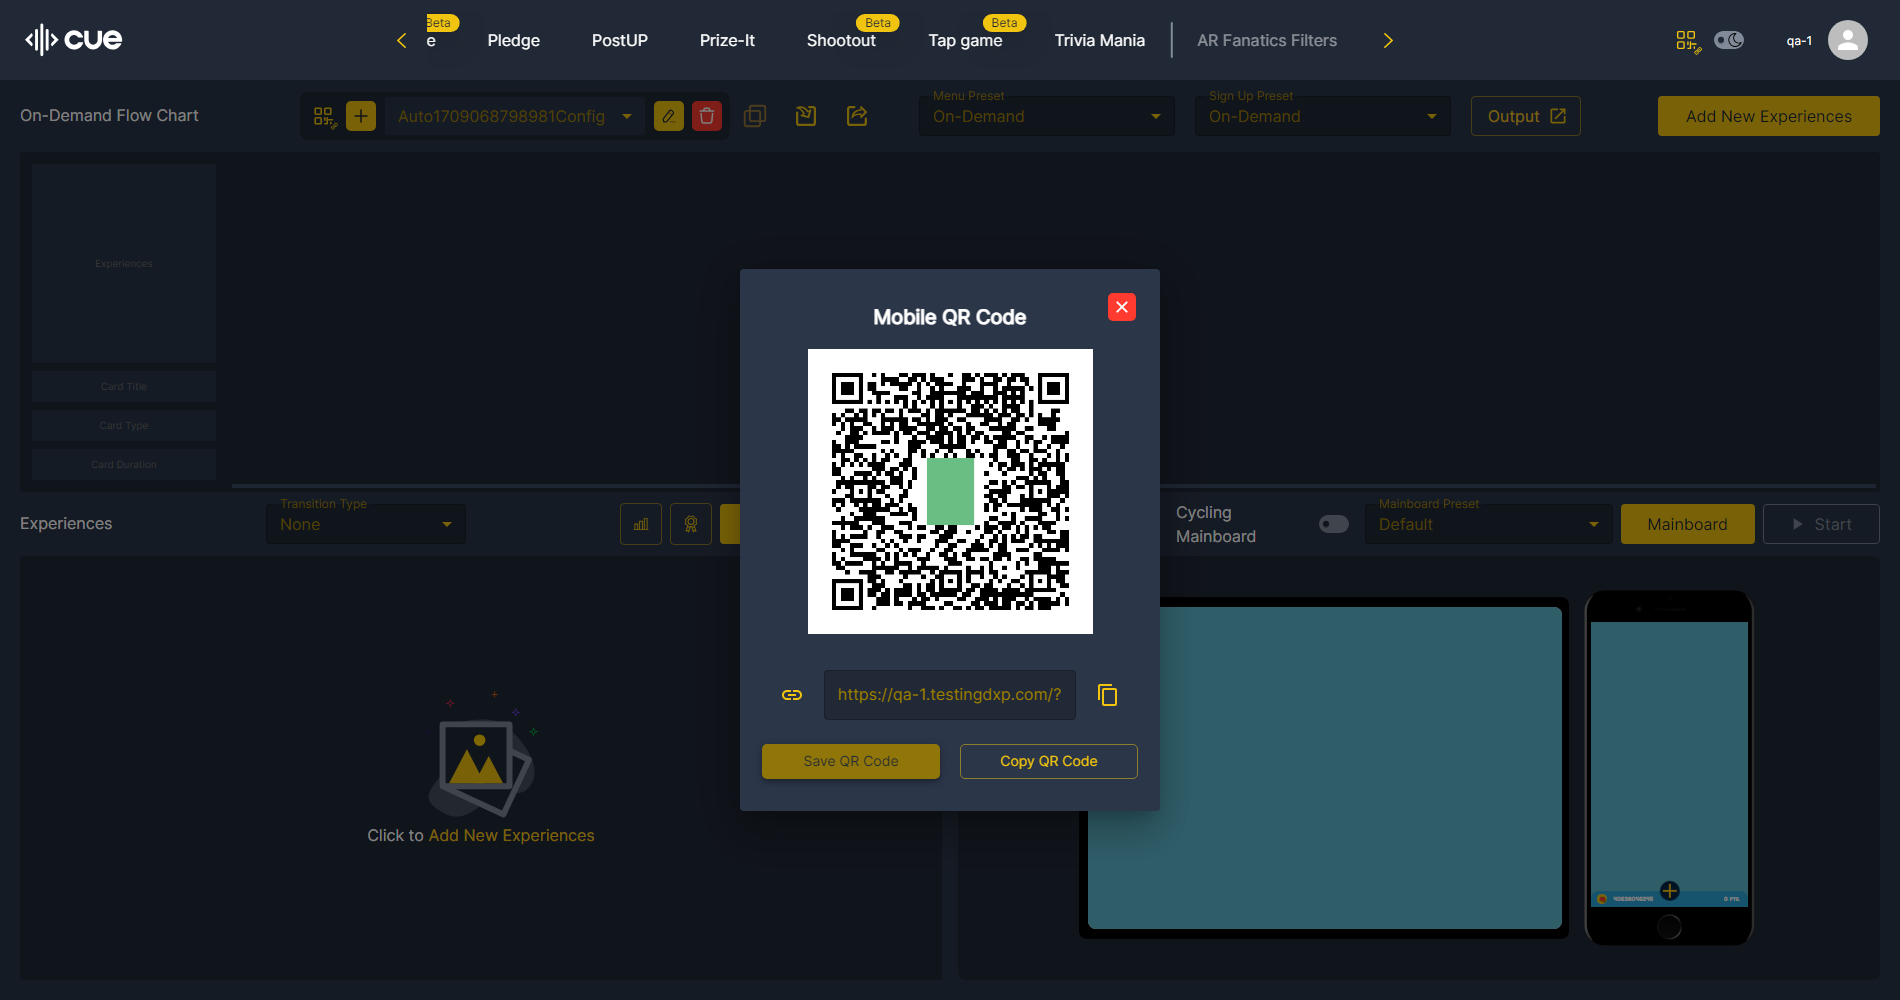 cue
Beta
e
Pledge
PostUP
Prize-It
Beta
Shootout
Beta
Tap game
Trivia Mania
AR Fanatics Filters
qa-1
On-Demand Flow Chart
Auto1709068798981Config
Menu Preset
On-Demand
Sign Up Preset
On-Demand
Output
Add New Experiences
Experiences
Card Title
Card Type
Card Duration
Mobile QR Code
https://qa-1.testingdxp.com/?
Save QR Code
Copy QR Code
Experiences
Transition Type
None
Cycling
Mainboard
Mainboard Preset
Default
Mainboard
Start
Click to Add New Experiences
0 PTS